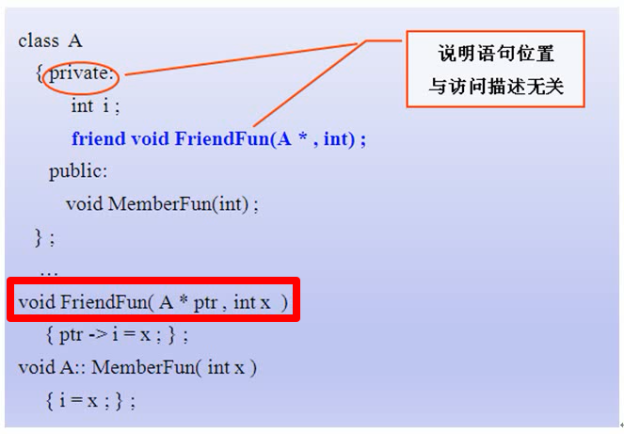 class A
{ private:
int i ;
friend void FriendFun(A * , int) ;
public:
void MemberFun(int) ;
} ;
…
void FriendFun( A * ptr , int x )
{ ptr -> i = x ; } ;
void A:: MemberFun( int x )
{ i = x ; } ;
说明语句位置
与访问描述无关